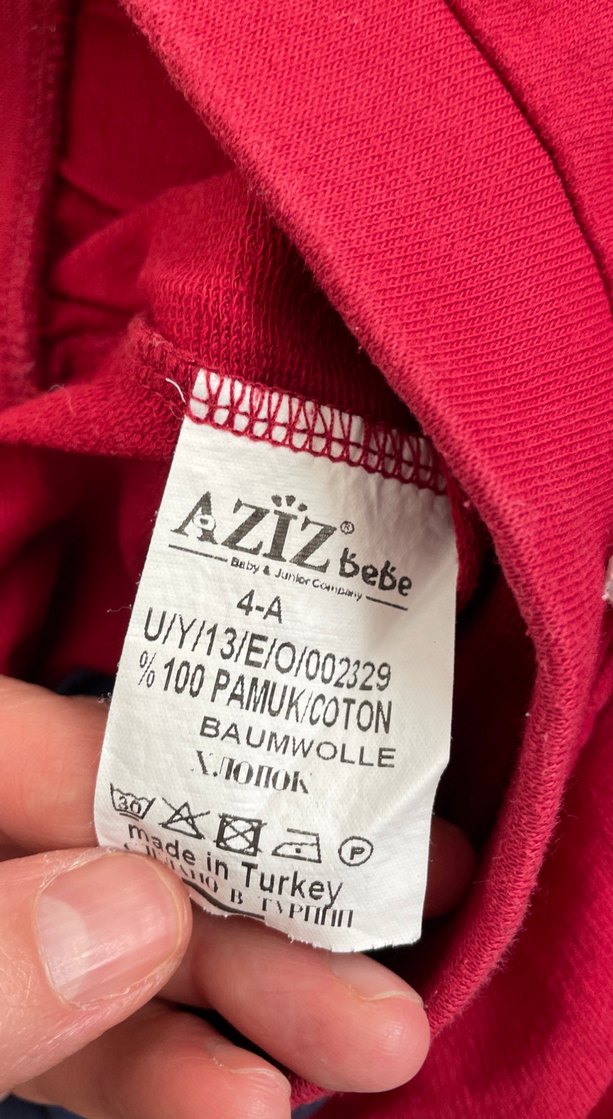 AZİZ® BeBe
Baby & Junior Company
4-A
U/Y/13/E/O/002329
% 100 PAMUK/COTON
BAUMWOLLE
ХЛОПОК
30 P
made in Turkey
СДЕЛАНО В ТУРЦИИ